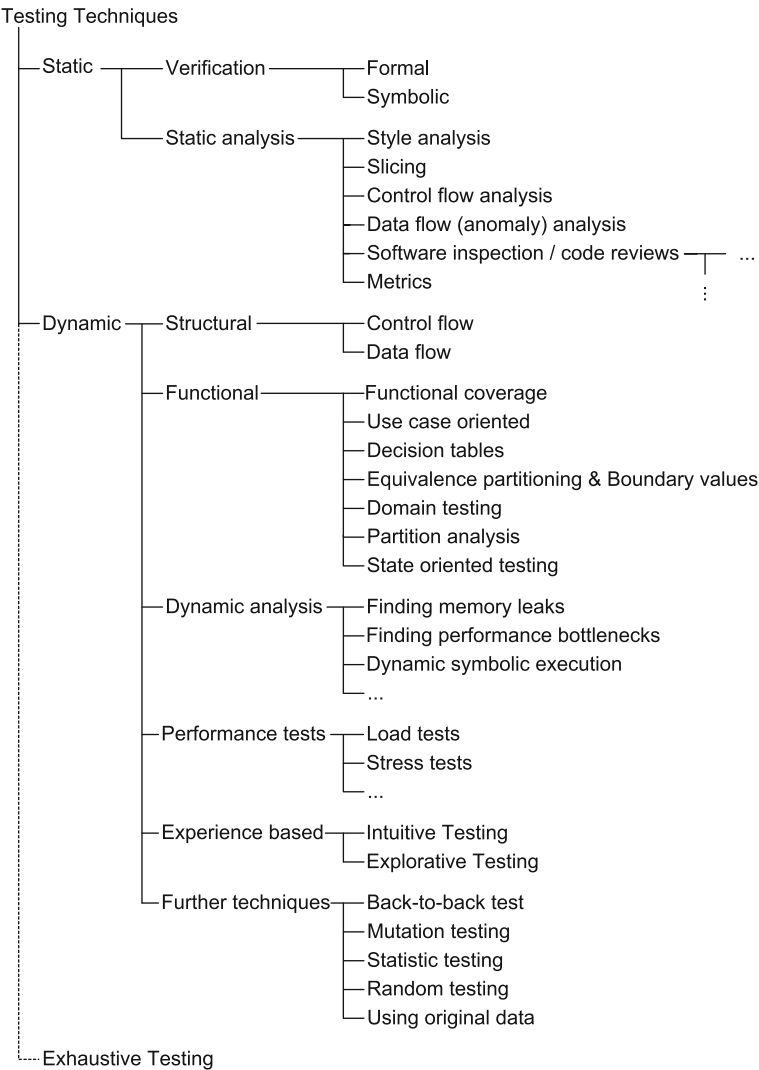 Testing Techniques
Static
Verification
Formal
Symbolic
Static analysis
Style analysis
Slicing
Control flow analysis
Data flow (anomaly) analysis
Software inspection / code reviews
...
Metrics
...
Dynamic
Structural
Control flow
Data flow
Functional
Functional coverage
Use case oriented
Decision tables
Equivalence partitioning & Boundary values
Domain testing
Partition analysis
State oriented testing
Dynamic analysis
Finding memory leaks
Finding performance bottlenecks
Dynamic symbolic execution
...
Performance tests
Load tests
Stress tests
...
Experience based
Intuitive Testing
Explorative Testing
Further techniques
Back-to-back test
Mutation testing
Statistic testing
Random testing
Using original data
Exhaustive Testing